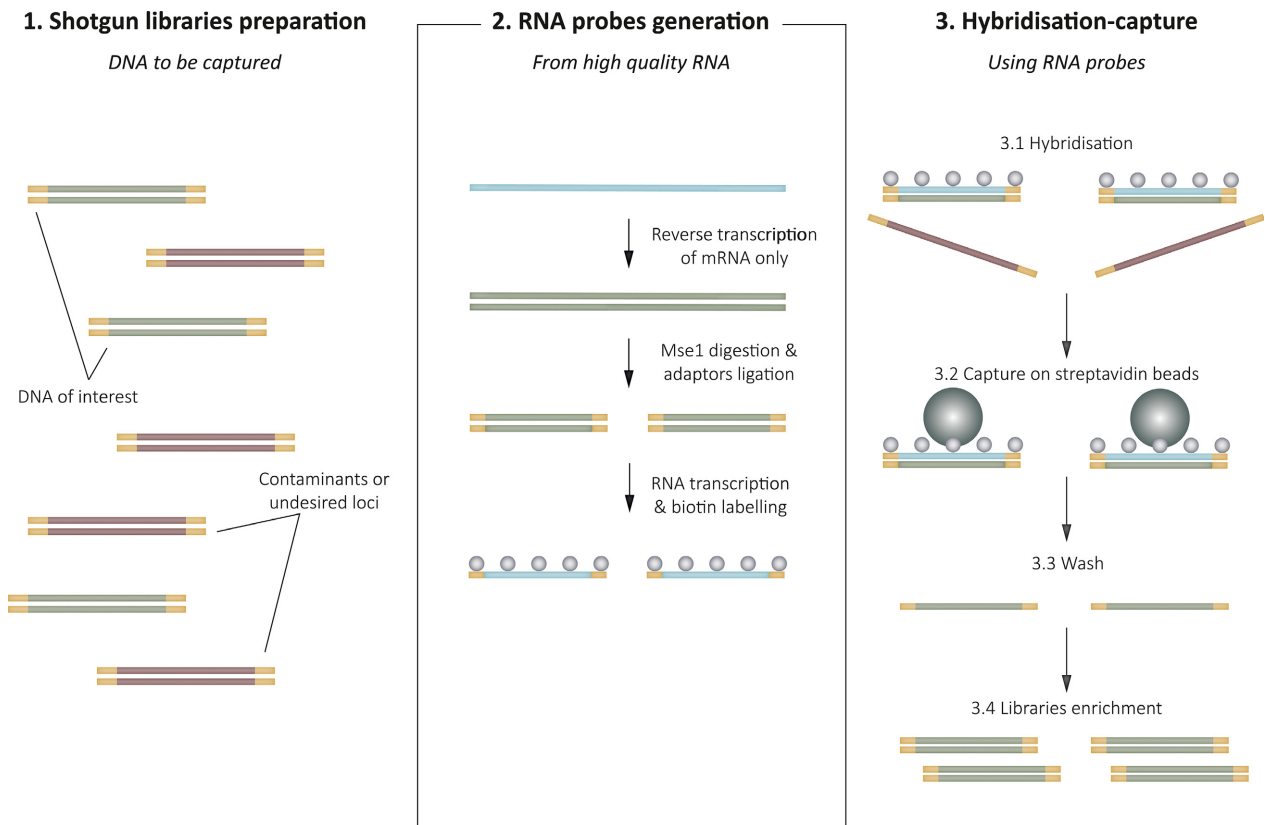 1. Shotgun libraries preparation
DNA to be captured
DNA of interest
Contaminants or
undesired loci
2. RNA probes generation
From high quality RNA
Reverse transcription
of mRNA only
Mse1 digestion &
adaptors ligation
RNA transcription
& biotin labelling
3. Hybridisation-capture
Using RNA probes
3.1 Hybridisation
3.2 Capture on streptavidin beads
3.3 Wash
3.4 Libraries enrichment